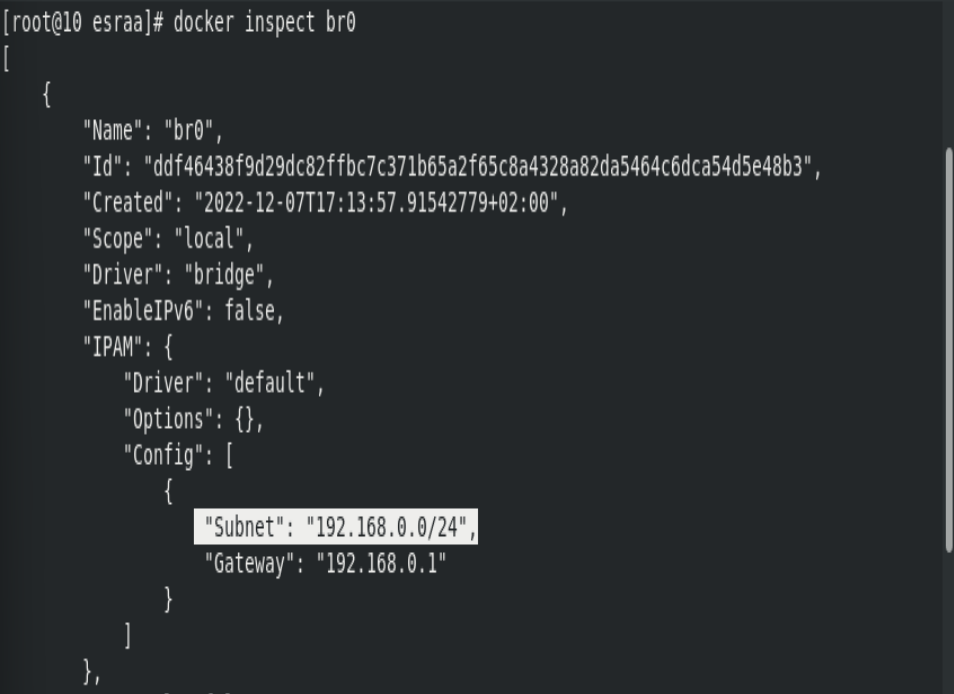 [root@10 esraa]# docker inspect br0
[
    {
        "Name": "br0",
        "Id": "ddf46438f9d29dc82ffbc7c371b65a2f65c8a4328a82da5464c6dca54d5e48b3",
        "Created": "2022-12-07T17:13:57.91542779+02:00",
        "Scope": "local",
        "Driver": "bridge",
        "EnableIPv6": false,
        "IPAM": {
            "Driver": "default",
            "Options": {},
            "Config": [
                {
                    "Subnet": "192.168.0.0/24",
                    "Gateway": "192.168.0.1"
                }
            ]
        },